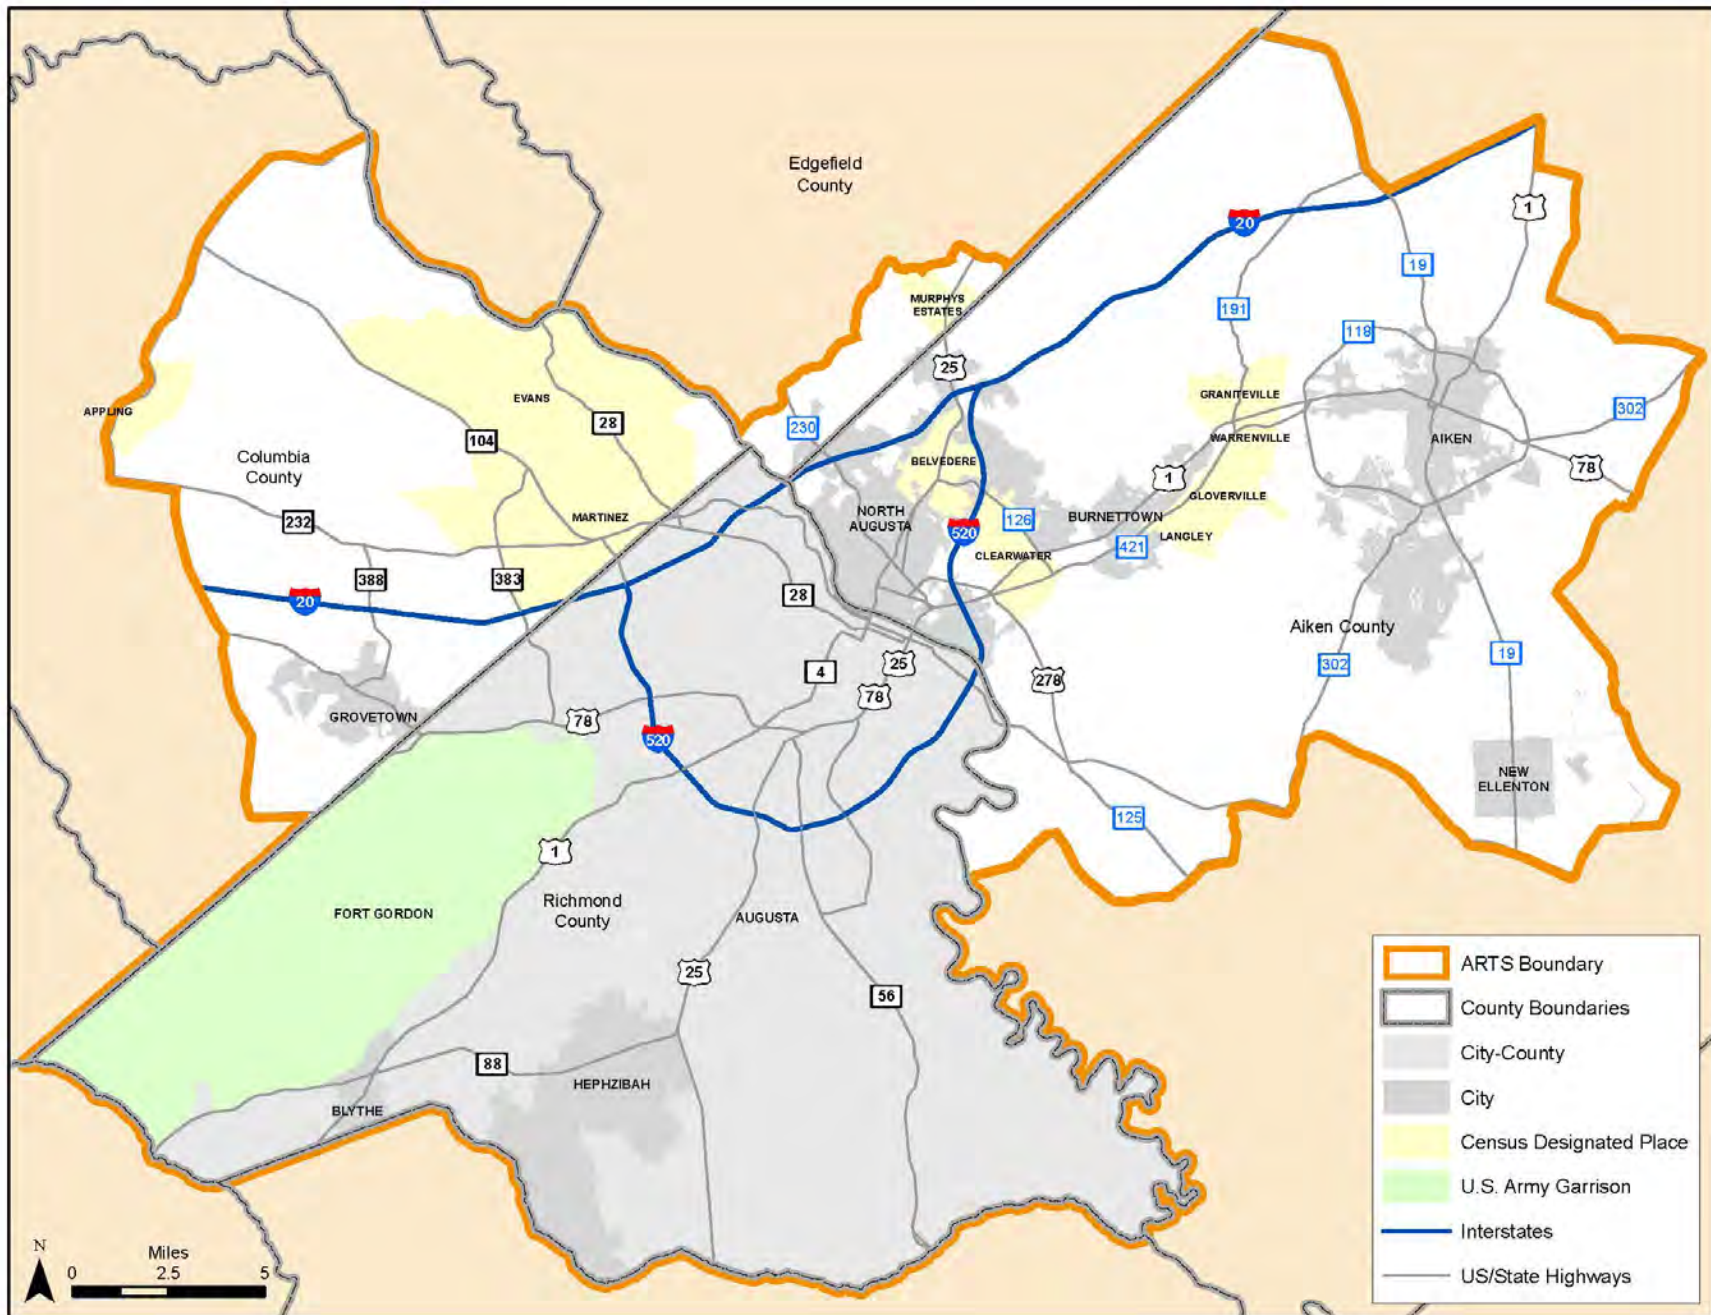 Edgefield
County
1
20
19
MURPHYS
ESTATES
191
118
25
GRANITEVILLE
APPLING
EVANS
28
230
302
104
WARRENVILLE
AIKEN
Columbia
County
BELVEDERE
78
1
GLOVERVILLE
232
MARTINEZ
NORTH
AUGUSTA
126
BURNETTOWN
520
LANGLEY
421
CLEARWATER
388
383
20
28
Aiken County
4
25
302
19
278
78
GROVETOWN
78
520
NEW
ELLENTON
125
1
FORT GORDON
Richmond
County
AUGUSTA
25
56
88
HEPHZIBAH
BLYTHE
ARTS Boundary
County Boundaries
City-County
City
Census Designated Place
U.S. Army Garrison
Interstates
US/State Highways
N
Miles
0 2.5 5